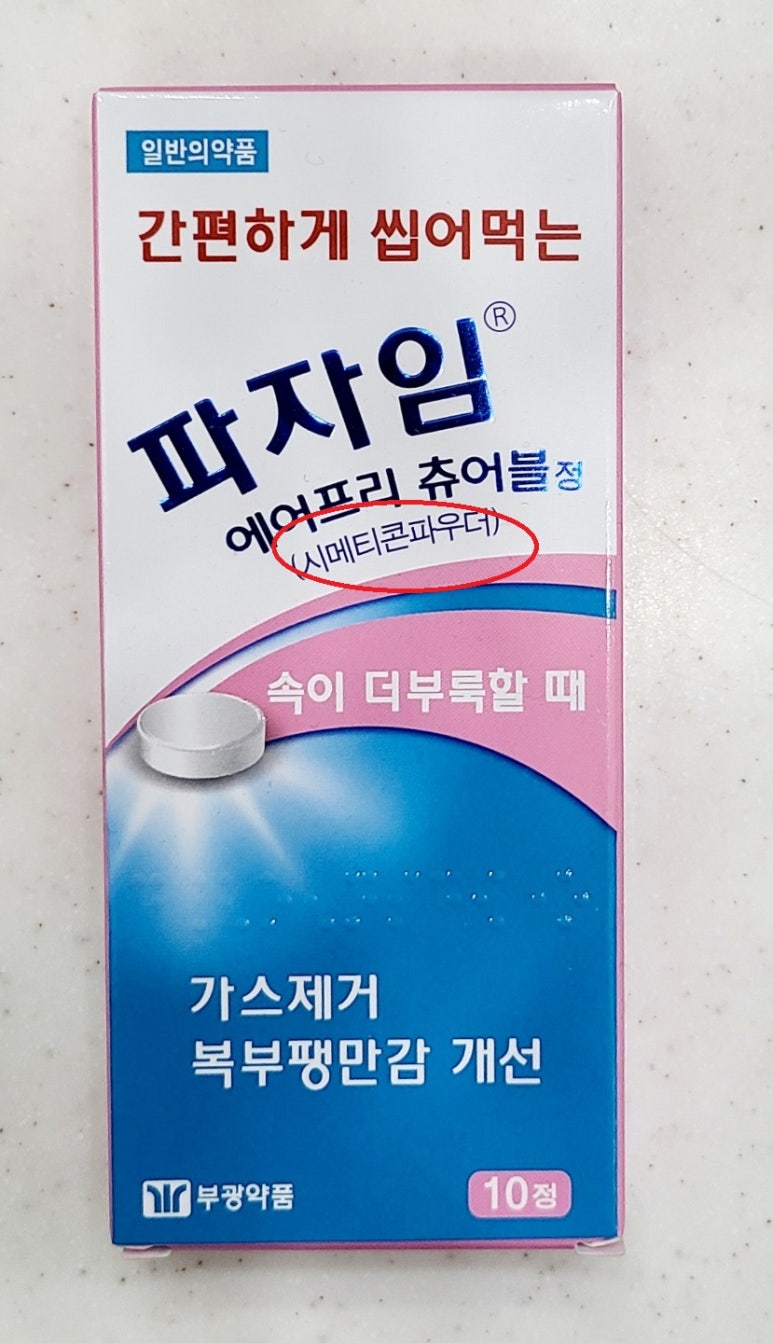 일반의약품
간편하게 씹어먹는
파자임®
에어프리 츄어블정
(시메티콘파우더)
속이 더부룩할 때
가스제거
복부팽만감 개선
부광약품
10정